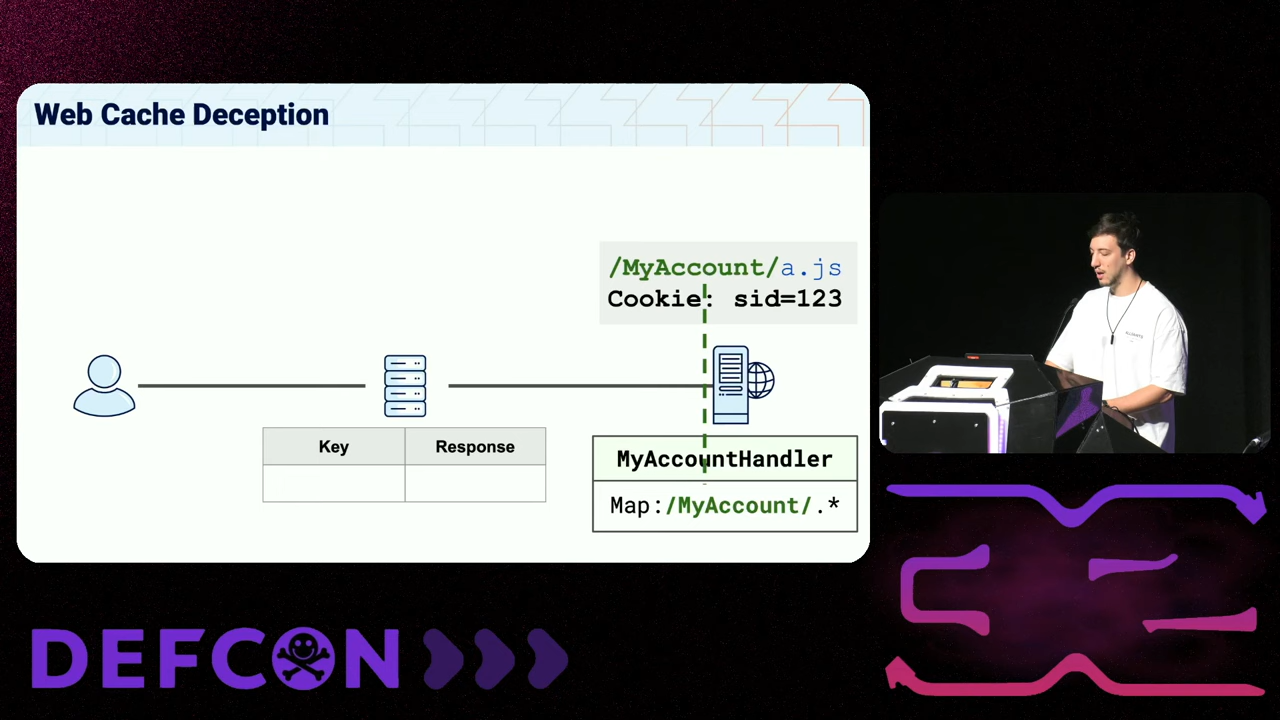 Web Cache Deception
/MyAccount/a.js
Cookie: sid=123
Key Response
MyAccountHandler
Map:/MyAccount/.*
DEFCON